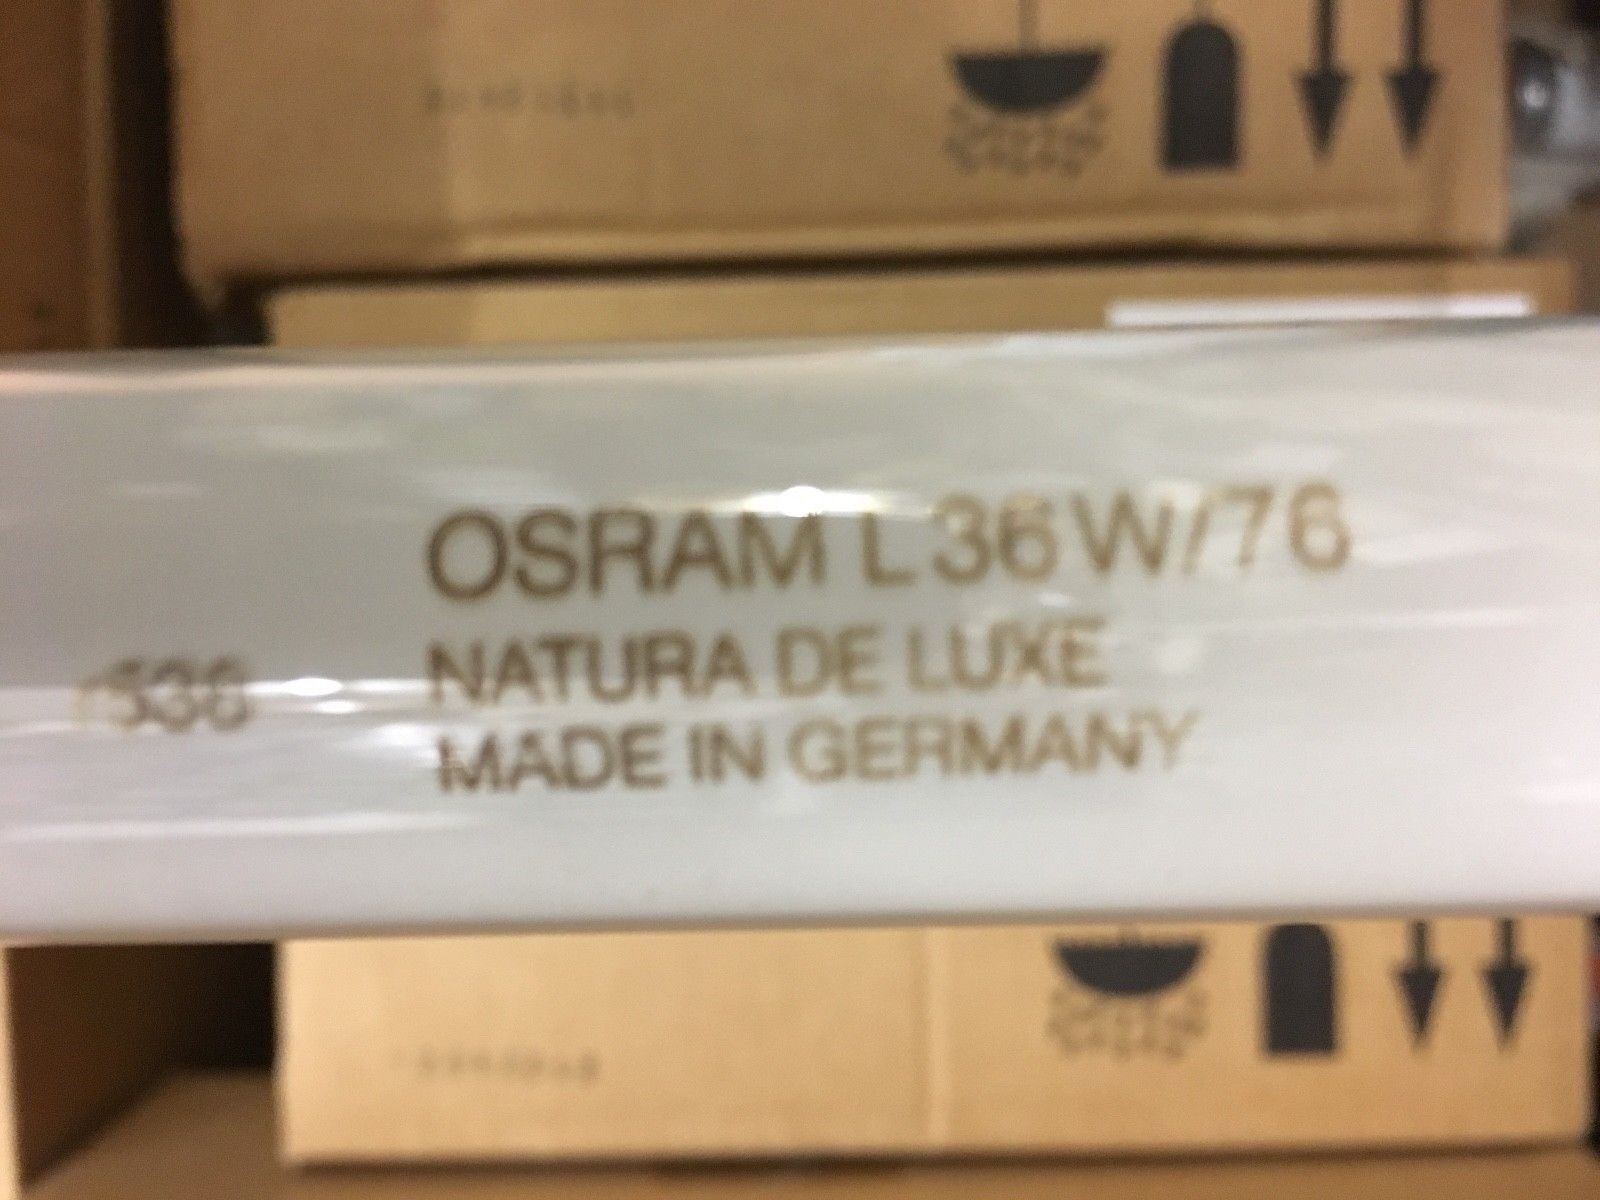 OSRAM L 36 W/76
NATURA DE LUXE
MADE IN GERMANY